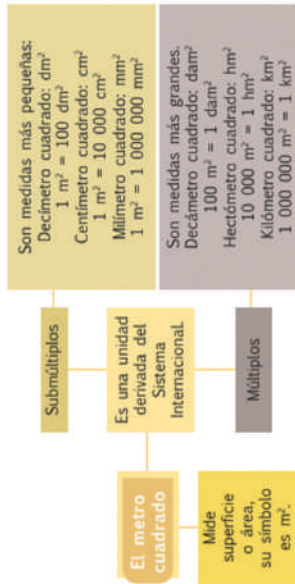 El metro
cuadrado
Mide
superficie
o área,
su símbolo
es m².
Es una unidad
derivada del
Sistema
Internacional.
Submúltiplos
Son medidas más pequeñas:
Decímetro cuadrado: dm²
1 m² = 100 dm²
Centímetro cuadrado: cm²
1 m² = 10 000 cm²
Milímetro cuadrado: mm²
1 m² = 1 000 000 mm²
Múltiplos
Son medidas más grandes.
Decámetro cuadrado: dam²
100 m² = 1 dam²
Hectómetro cuadrado: hm²
10 000 m² = 1 hm²
Kilómetro cuadrado: km²
1 000 000 m² = 1 km²